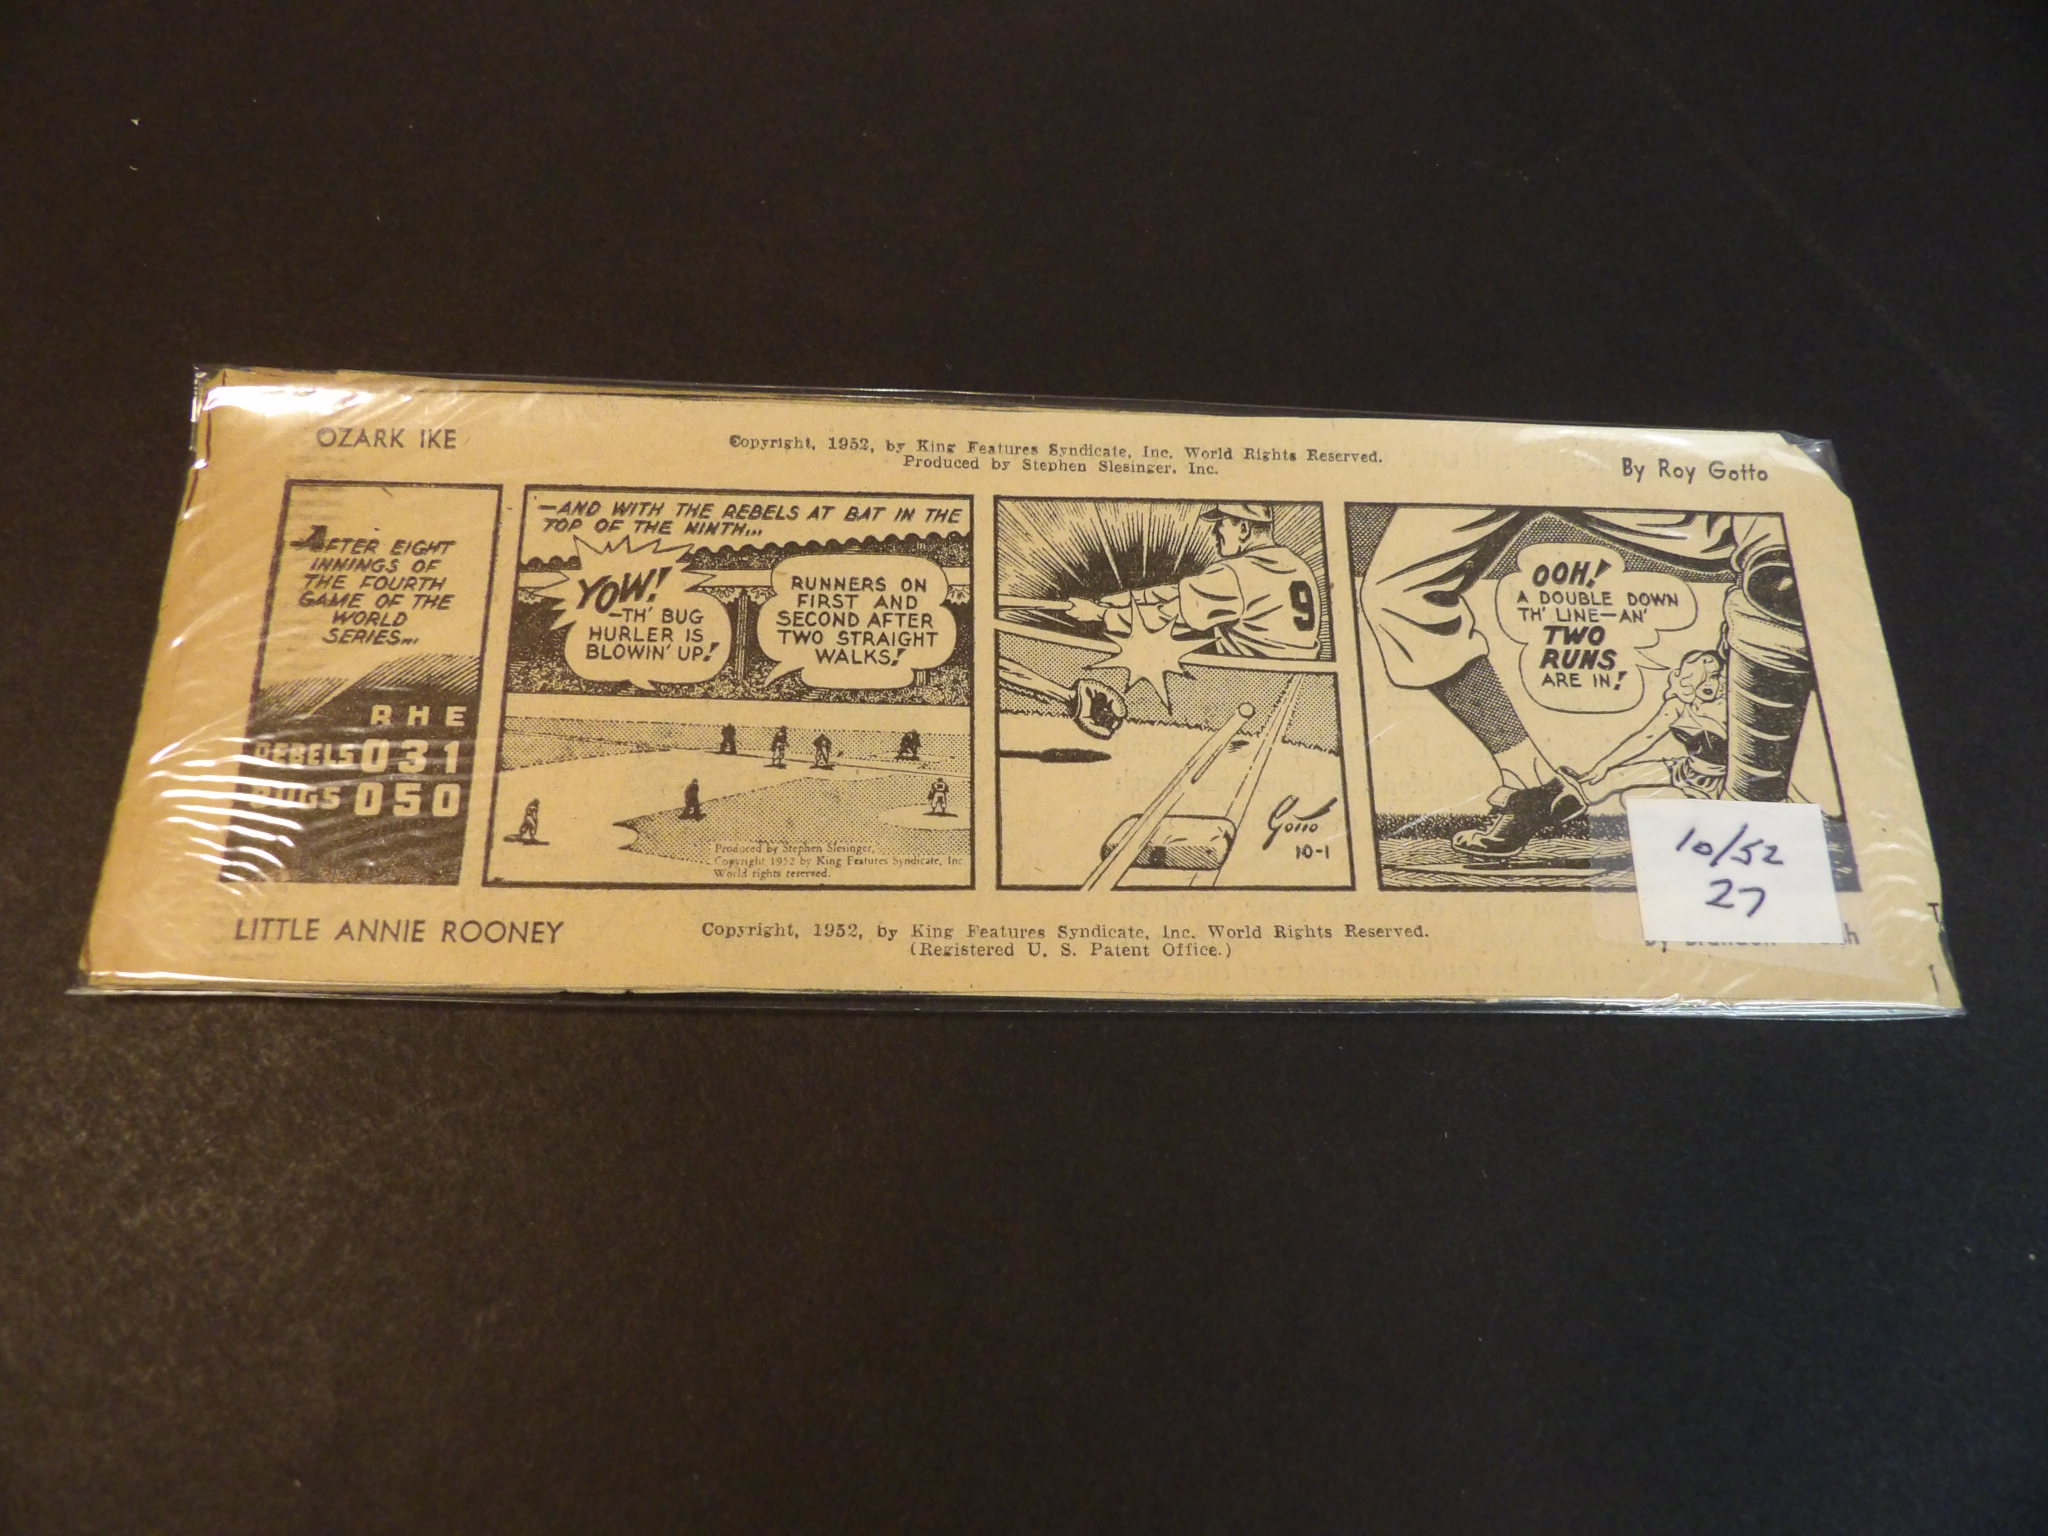 OZARK IKE
Copyright, 1952, by King Features Syndicate, Inc. World Rights Reserved.
Produced by Stephen Slesinger, Inc.
By Roy Gotto
AFTER EIGHT
INNINGS OF
THE FOURTH
GAME OF THE
WORLD
SERIES...
R H E
REBELS 0 3 1
BUGS 0 5 0
—AND WITH THE REBELS AT BAT IN THE
TOP OF THE NINTH...
YOW!
—TH' BUG
HURLER IS
BLOWIN' UP!
RUNNERS ON
FIRST AND
SECOND AFTER
TWO STRAIGHT
WALKS!
Produced by Stephen Slesinger.
Copyright 1952 by King Features Syndicate, Inc
World rights reserved.
9
Gotto
10-1
OOH!
A DOUBLE DOWN
TH' LINE—AN'
TWO
RUNS
ARE IN!
10/52
27
LITTLE ANNIE ROONEY
Copyright, 1952, by King Features Syndicate, Inc. World Rights Reserved.
(Registered U. S. Patent Office.)